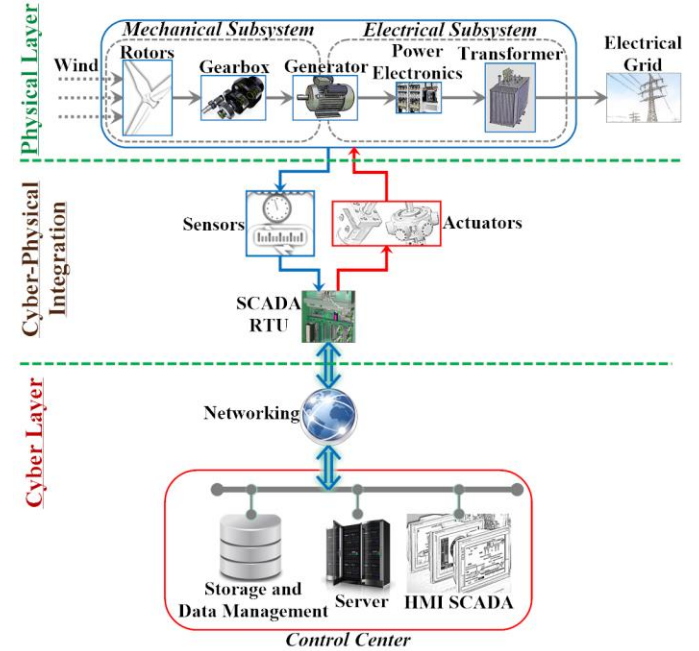 Physical Layer
Mechanical Subsystem
Electrical Subsystem
Wind
Rotors
Gearbox
Generator
Power
Electronics
Transformer
Electrical
Grid
Cyber-Physical
Integration
Sensors
Actuators
SCADA
RTU
Cyber Layer
Networking
Storage and
Data Management
Server
HMI SCADA
Control Center